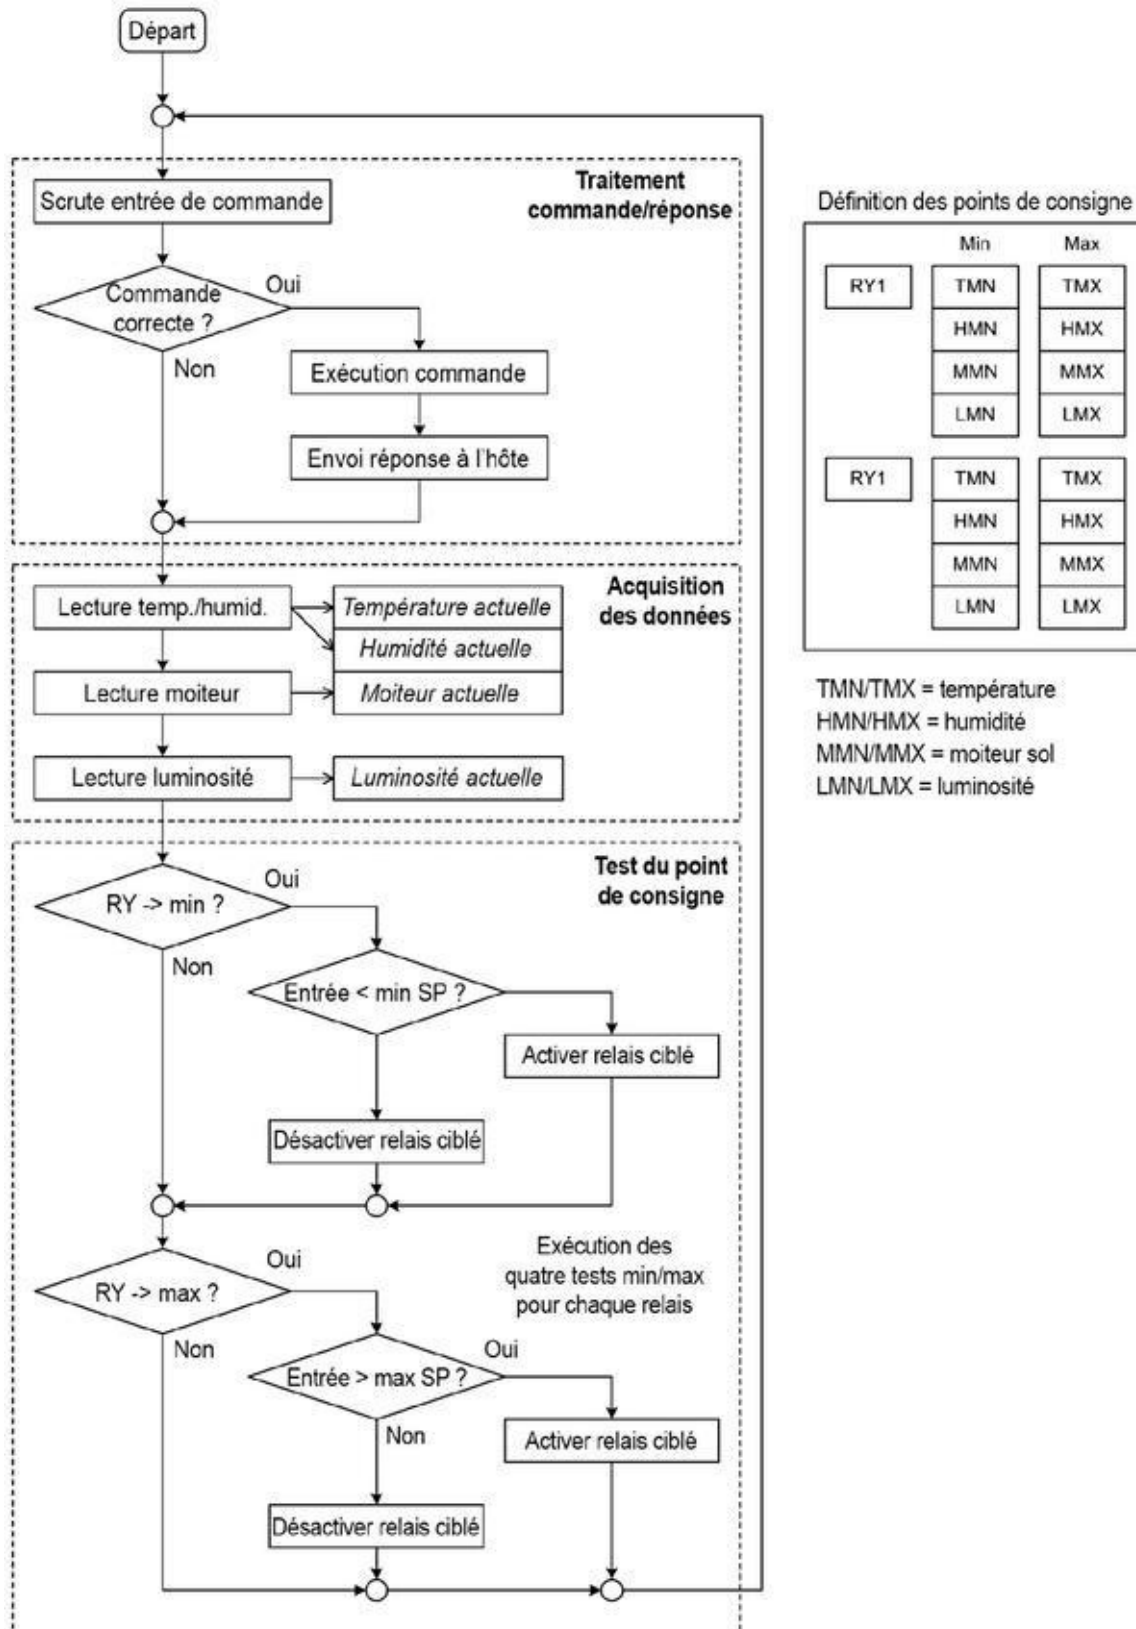 Départ
Traitement
commande/réponse
Scrute entrée de commande
Commande
correcte ?
Oui
Non
Exécution commande
Envoi réponse à l'hôte
Acquisition
des données
Lecture temp./humid.
Température actuelle
Humidité actuelle
Lecture moiteur
Moiteur actuelle
Lecture luminosité
Luminosité actuelle
Test du point
de consigne
RY -> min ?
Oui
Non
Entrée < min SP ?
Activer relais ciblé
Désactiver relais ciblé
RY -> max ?
Oui
Non
Exécution des
quatre tests min/max
pour chaque relais
Entrée > max SP ?
Oui
Non
Activer relais ciblé
Désactiver relais ciblé
Définition des points de consigne
Min Max
RY1 TMN TMX
HMN HMX
MMN MMX
LMN LMX
RY1 TMN TMX
HMN HMX
MMN MMX
LMN LMX
TMN/TMX = température
HMN/HMX = humidité
MMN/MMX = moiteur sol
LMN/LMX = luminosité